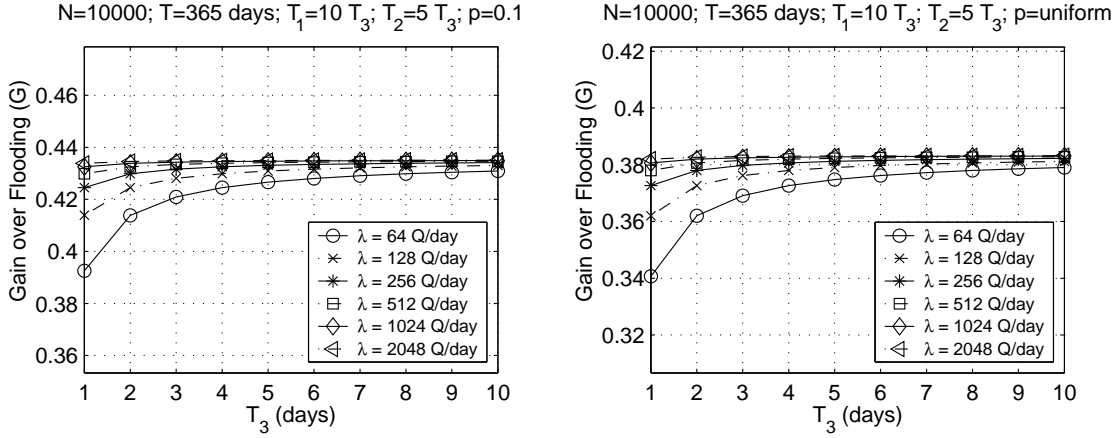 N=10000; T=365 days; T1=10 T3; T2=5 T3; p=0.1
Gain over Flooding (G)
0.46
0.44
0.42
0.4
0.38
0.36
λ = 64 Q/day
λ = 128 Q/day
λ = 256 Q/day
λ = 512 Q/day
λ = 1024 Q/day
λ = 2048 Q/day
1 2 3 4 5 6 7 8 9 10
T3 (days)
N=10000; T=365 days; T1=10 T3; T2=5 T3; p=uniform
Gain over Flooding (G)
0.42
0.4
0.38
0.36
0.34
0.32
λ = 64 Q/day
λ = 128 Q/day
λ = 256 Q/day
λ = 512 Q/day
λ = 1024 Q/day
λ = 2048 Q/day
1 2 3 4 5 6 7 8 9 10
T3 (days)